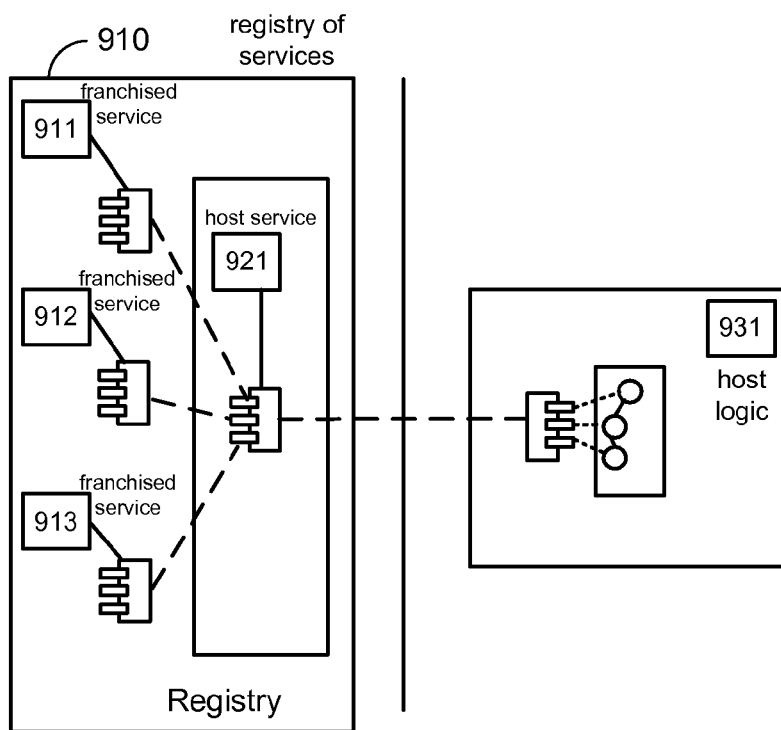 910
registry of
services
franchised
service
911
host service
921
franchised
service
912
931
host
logic
franchised
service
913
Registry